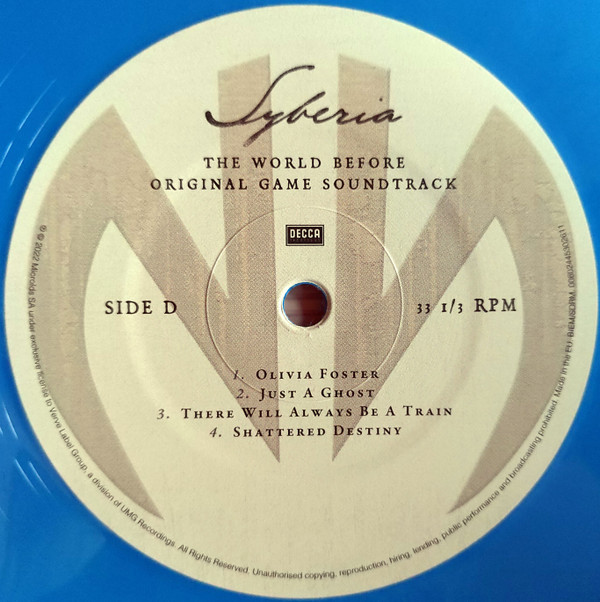 Syberia
THE WORLD BEFORE
ORIGINAL GAME SOUNDTRACK
DECCA
SIDE D
33 1/3 RPM
1. OLIVIA FOSTER
2. JUST A GHOST
3. THERE WILL ALWAYS BE A TRAIN
4. SHATTERED DESTINY
℗ © 2022 Microids SA under exclusive license to Verve Label Group, a division of UMG Recordings. All Rights Reserved. Unauthorised copying, reproduction, hiring, lending, public performance and broadcasting prohibited. Made in the EU. BIEM/SDRM.